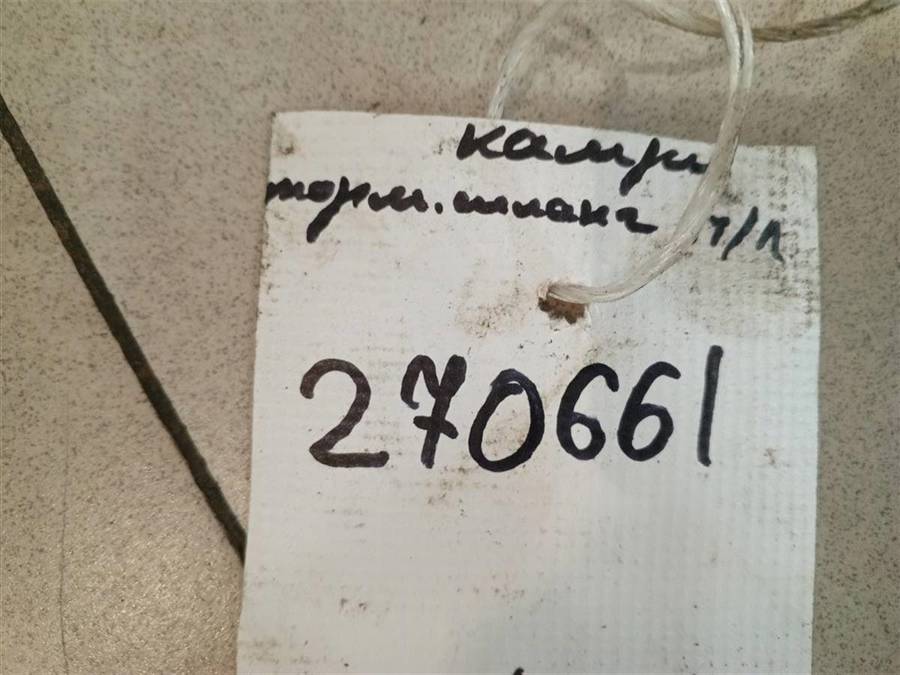 камри
торм. шланг п/л
270661